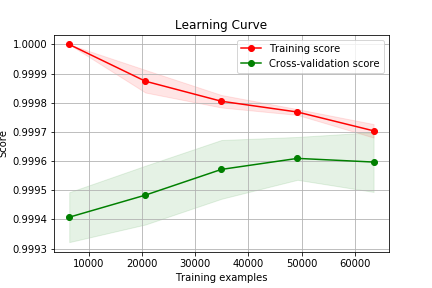 Learning Curve
Training score
Cross-validation score
1.0000
0.9999
0.9998
0.9997
0.9996
0.9995
0.9994
0.9993
Score
10000 20000 30000 40000 50000 60000
Training examples